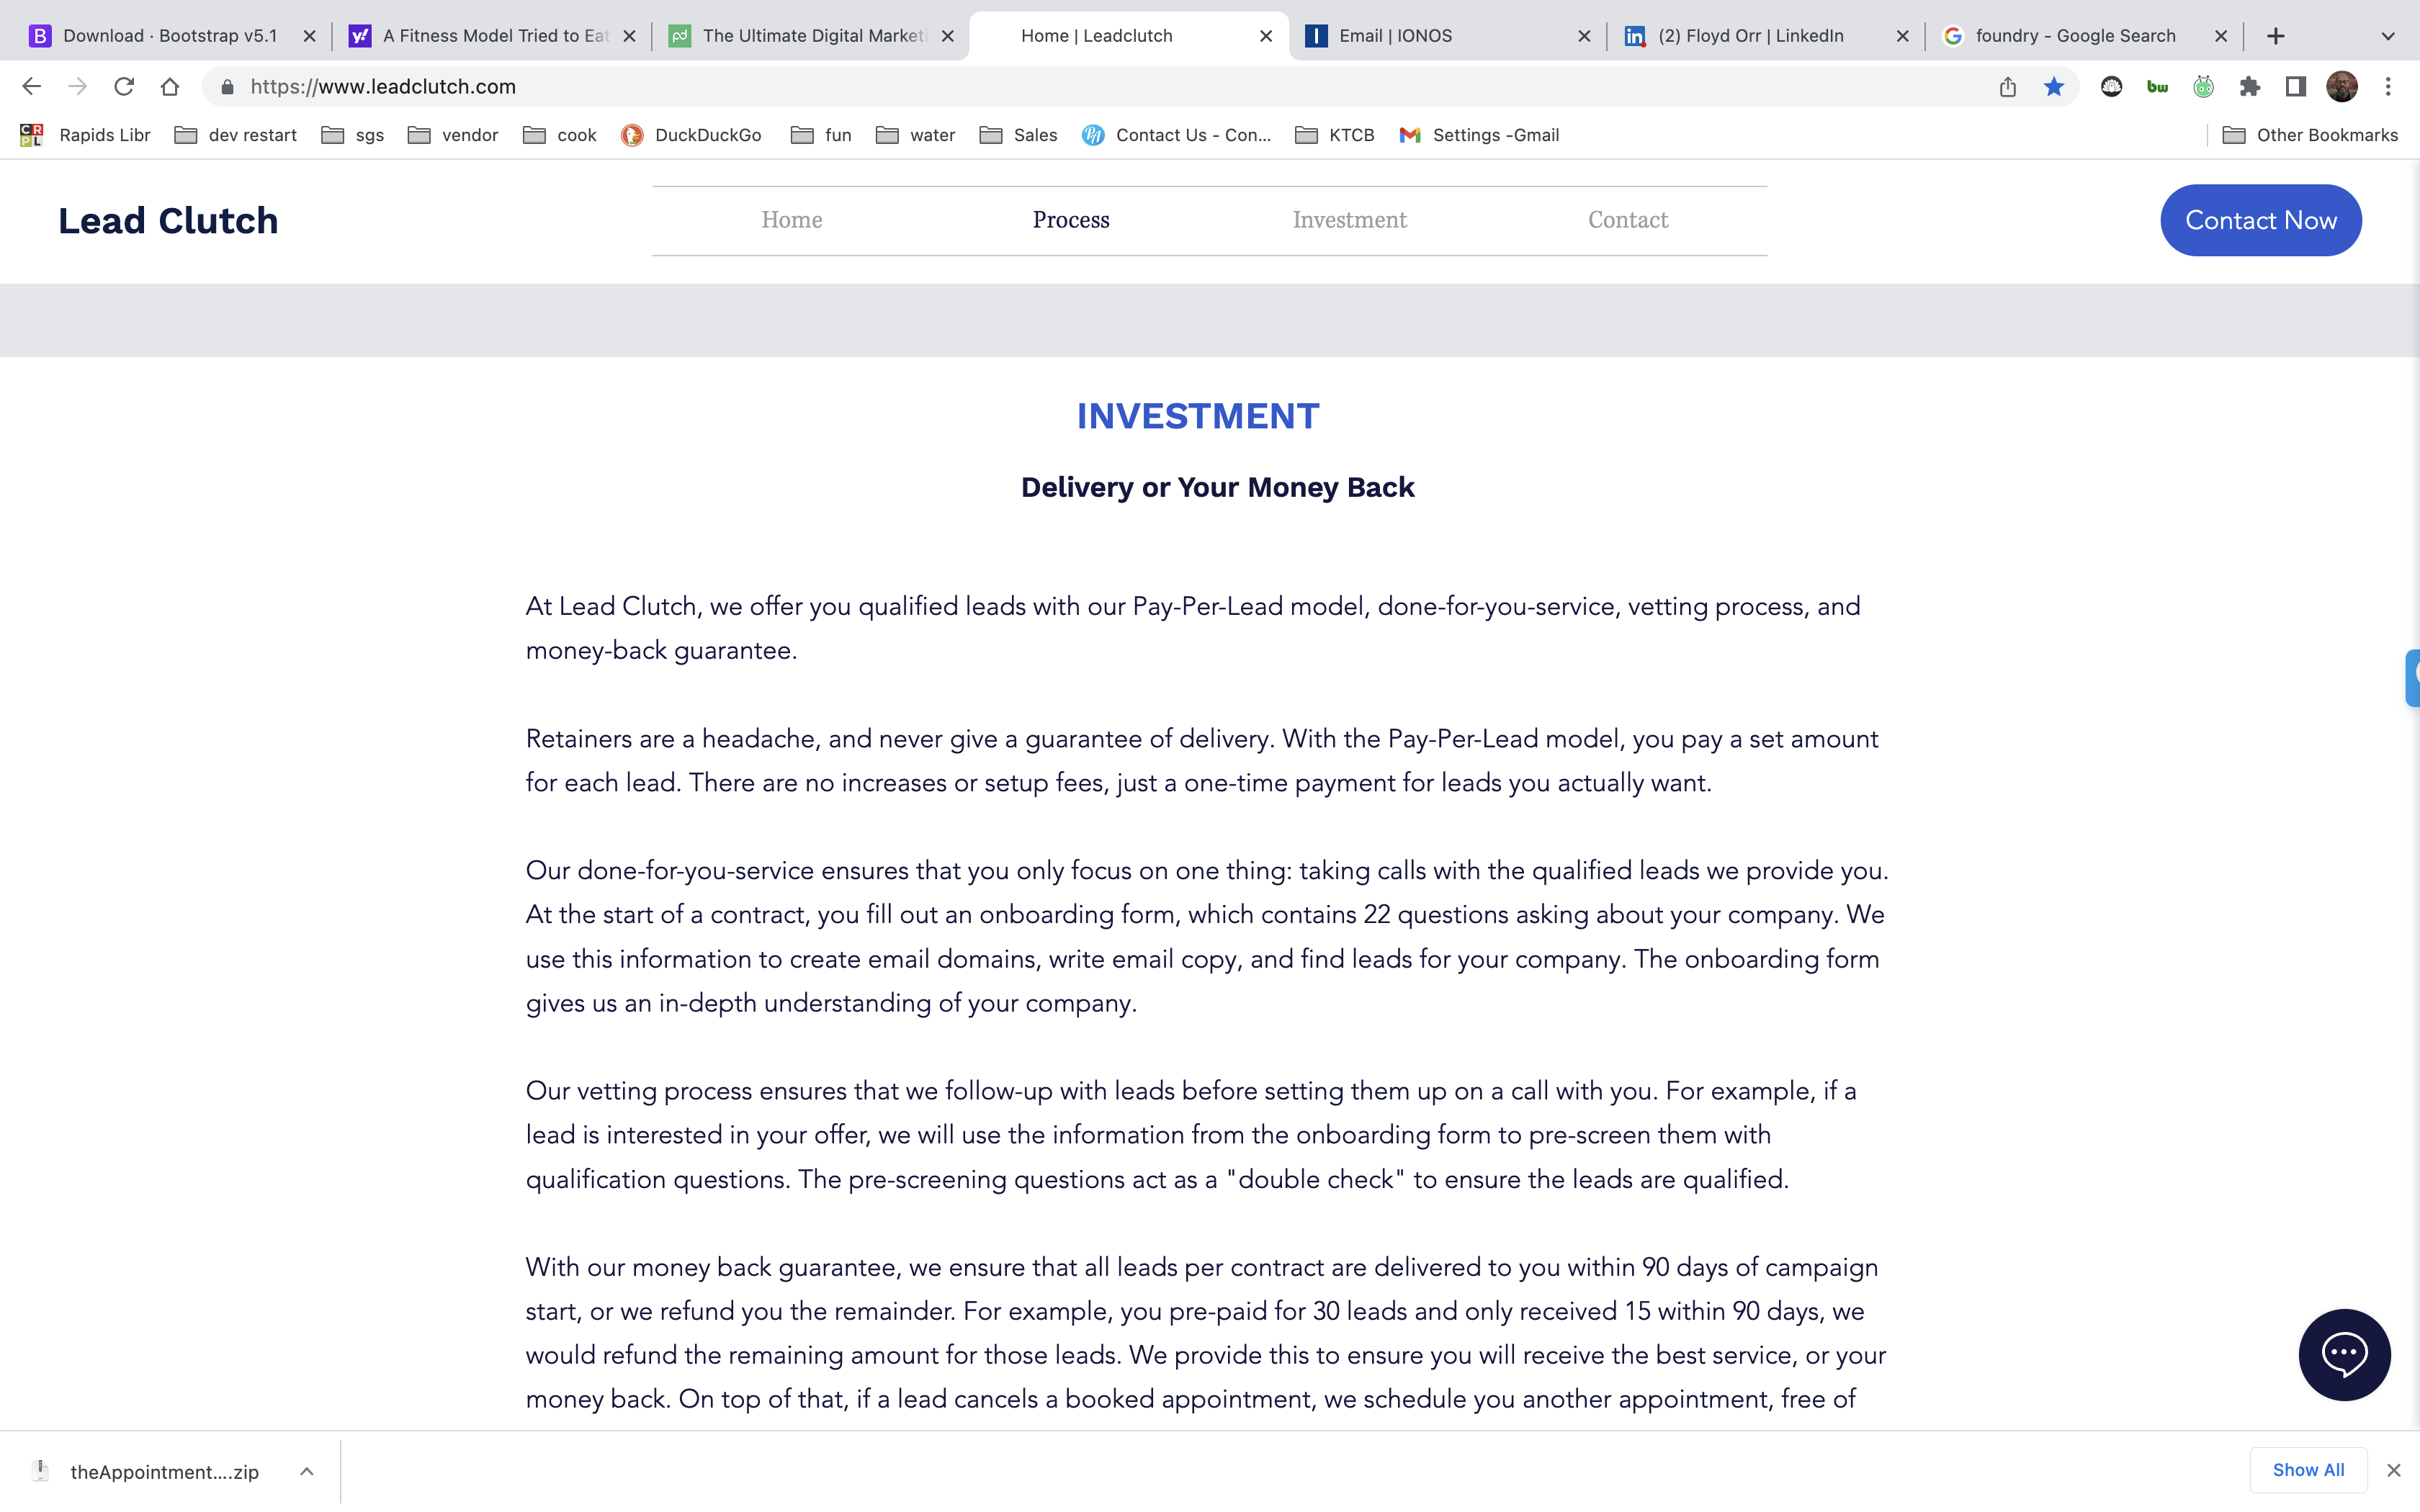 Download · Bootstrap v5.1
A Fitness Model Tried to Eat
The Ultimate Digital Marketi
Home | Leadclutch
Email | IONOS
(2) Floyd Orr | LinkedIn
foundry - Google Search
https://www.leadclutch.com
bw
Rapids Libr
dev restart
sgs
vendor
cook
DuckDuckGo
fun
water
Sales
Contact Us - Con...
KTCB
Settings -Gmail
Other Bookmarks
Lead Clutch
Home
Process
Investment
Contact
Contact Now
INVESTMENT
Delivery or Your Money Back
At Lead Clutch, we offer you qualified leads with our Pay-Per-Lead model, done-for-you-service, vetting process, and
money-back guarantee.
Retainers are a headache, and never give a guarantee of delivery. With the Pay-Per-Lead model, you pay a set amount
for each lead. There are no increases or setup fees, just a one-time payment for leads you actually want.
Our done-for-you-service ensures that you only focus on one thing: taking calls with the qualified leads we provide you.
At the start of a contract, you fill out an onboarding form, which contains 22 questions asking about your company. We
use this information to create email domains, write email copy, and find leads for your company. The onboarding form
gives us an in-depth understanding of your company.
Our vetting process ensures that we follow-up with leads before setting them up on a call with you. For example, if a
lead is interested in your offer, we will use the information from the onboarding form to pre-screen them with
qualification questions. The pre-screening questions act as a "double check" to ensure the leads are qualified.
With our money back guarantee, we ensure that all leads per contract are delivered to you within 90 days of campaign
start, or we refund you the remainder. For example, you pre-paid for 30 leads and only received 15 within 90 days, we
would refund the remaining amount for those leads. We provide this to ensure you will receive the best service, or your
money back. On top of that, if a lead cancels a booked appointment, we schedule you another appointment, free of
theAppointment....zip
Show All